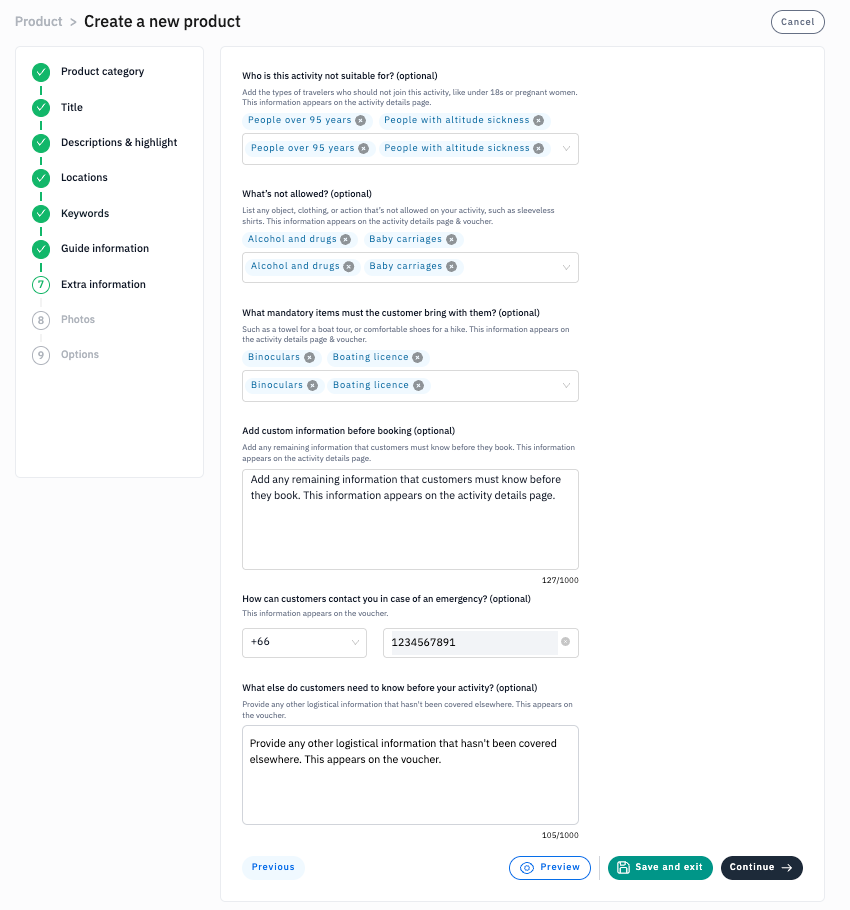 Product > Create a new product
Cancel
Product category
Title
Descriptions & highlight
Locations
Keywords
Guide information
7 Extra information
8 Photos
9 Options
Who is this activity not suitable for? (optional)
Add the types of travelers who should not join this activity, like under 18s or pregnant women.
This information appears on the activity details page.
People over 95 years People with altitude sickness
People over 95 years People with altitude sickness
What's not allowed? (optional)
List any object, clothing, or action that's not allowed on your activity, such as sleeveless
shirts. This information appears on the activity details page & voucher.
Alcohol and drugs Baby carriages
Alcohol and drugs Baby carriages
What mandatory items must the customer bring with them? (optional)
Such as a towel for a boat tour, or comfortable shoes for a hike. This information appears on
the activity details page & voucher.
Binoculars Boating licence
Binoculars Boating licence
Add custom information before booking (optional)
Add any remaining information that customers must know before they book. This information
appears on the activity details page.
Add any remaining information that customers must know before
they book. This information appears on the activity details page.
127/1000
How can customers contact you in case of an emergency? (optional)
This information appears on the voucher.
+66 1234567891
What else do customers need to know before your activity? (optional)
Provide any other logistical information that hasn't been covered elsewhere. This appears on
the voucher.
Provide any other logistical information that hasn't been covered
elsewhere. This appears on the voucher.
105/1000
Previous Preview Save and exit Continue